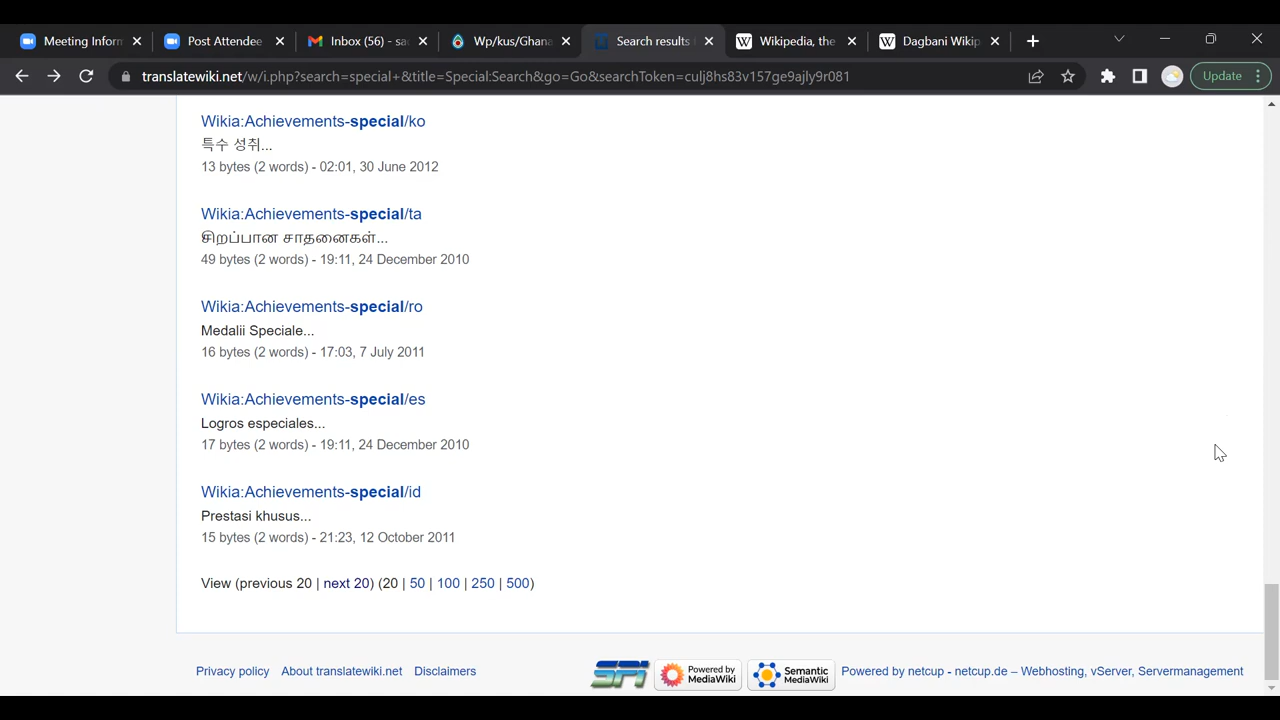 Meeting Inform
Post Attendee
Inbox (56) - sac
Wp/kus/Ghana
Search results f
Wikipedia, the
Dagbani Wikip
translatewiki.net/w/i.php?search=special+&title=Special:Search&go=Go&searchToken=culj8hs83v157ge9ajly9r081
Update
Wikia:Achievements-special/ko
특수 성취...
13 bytes (2 words) - 02:01, 30 June 2012
Wikia:Achievements-special/ta
சிறப்பான சாதனைகள்...
49 bytes (2 words) - 19:11, 24 December 2010
Wikia:Achievements-special/ro
Medalii Speciale...
16 bytes (2 words) - 17:03, 7 July 2011
Wikia:Achievements-special/es
Logros especiales...
17 bytes (2 words) - 19:11, 24 December 2010
Wikia:Achievements-special/id
Prestasi khusus...
15 bytes (2 words) - 21:23, 12 October 2011
View (previous 20 | next 20) (20 | 50 | 100 | 250 | 500)
Privacy policy About translatewiki.net Disclaimers
SPI
Powered by
MediaWiki
Semantic
MediaWiki
Powered by netcup - netcup.de – Webhosting, vServer, Servermanagement